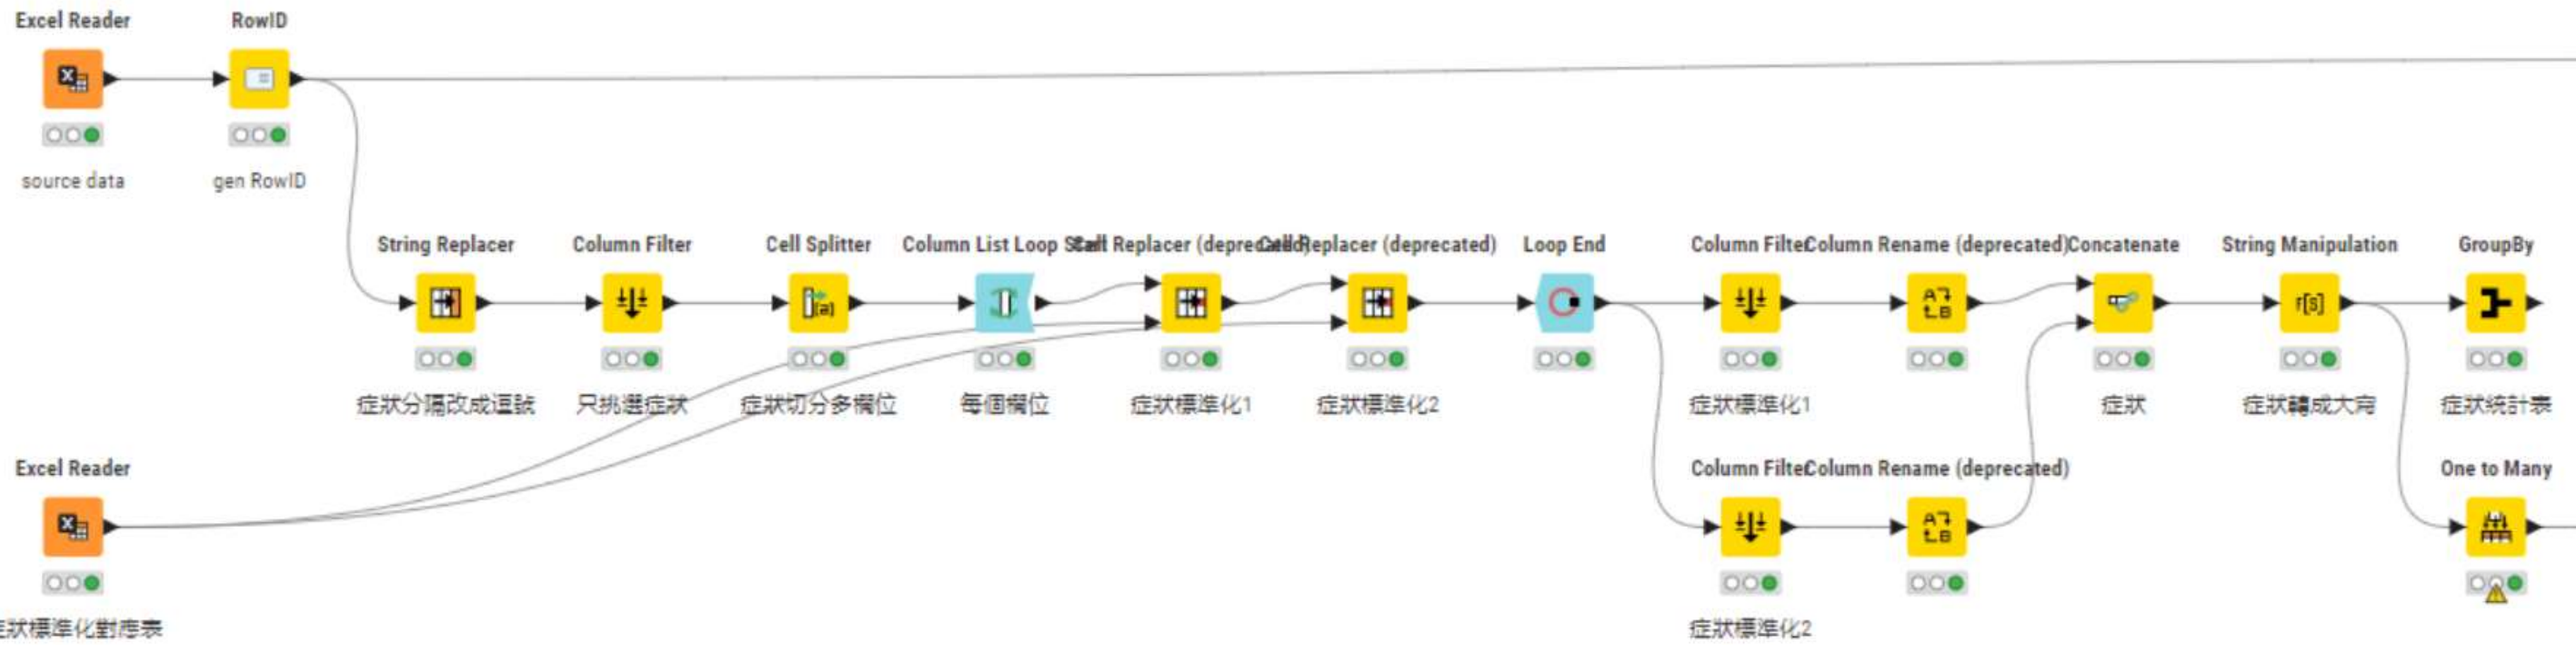 Excel Reader
RowID
source data
gen RowID
String Replacer
Column Filter
Cell Splitter
Column List Loop Start
Cell Replacer (deprecated)
Cell Replacer (deprecated)
Loop End
Column Filter
Column Rename (deprecated)
Concatenate
String Manipulation
GroupBy
r[s]
症狀分隔改成逗號
只挑選症狀
症狀切分多欄位
每個欄位
症狀標準化1
症狀標準化2
症狀標準化1
症狀
症狀轉成大寫
症狀統計表
Excel Reader
Column Filter
Column Rename (deprecated)
One to Many
狀標準化對應表
症狀標準化2